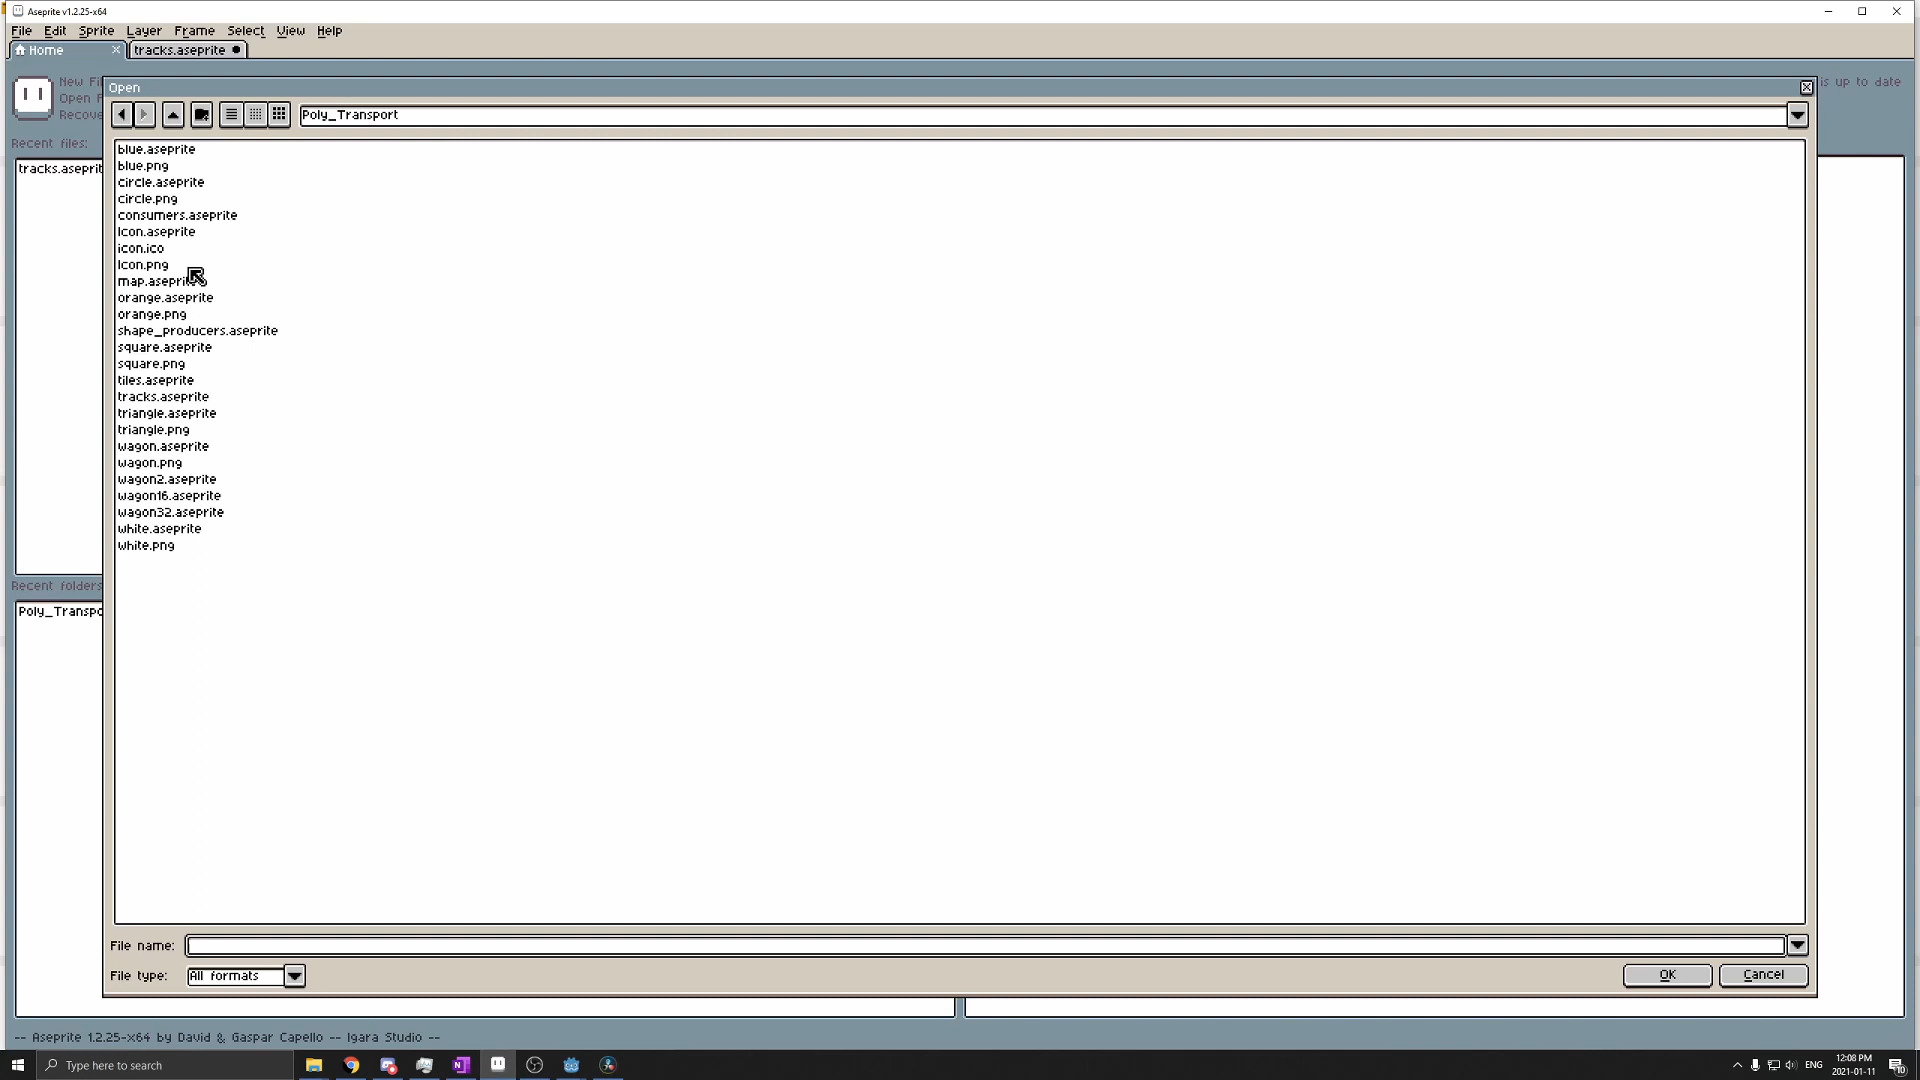 Aseprite v1.2.25-x64
File Edit Sprite Layer Frame Select View Help
Home tracks.aseprite
New Fi
Open
Open F
is up to date
Recove
Poly_Transport
Recent files:
tracks.aseprit
blue.aseprite
blue.png
circle.aseprite
circle.png
consumers.aseprite
Icon.aseprite
icon.ico
Icon.png
map.aseprite
orange.aseprite
orange.png
shape_producers.aseprite
square.aseprite
square.png
tiles.aseprite
tracks.aseprite
triangle.aseprite
triangle.png
wagon.aseprite
wagon.png
wagon2.aseprite
wagon16.aseprite
wagon32.aseprite
white.aseprite
white.png
Recent folders
Poly_Transpo
File name:
File type: All formats
OK Cancel
-- Aseprite 1.2.25-x64 by David & Gaspar Capello -- Igara Studio --
Type here to search
ENG
12:08 PM
2021-01-11
10